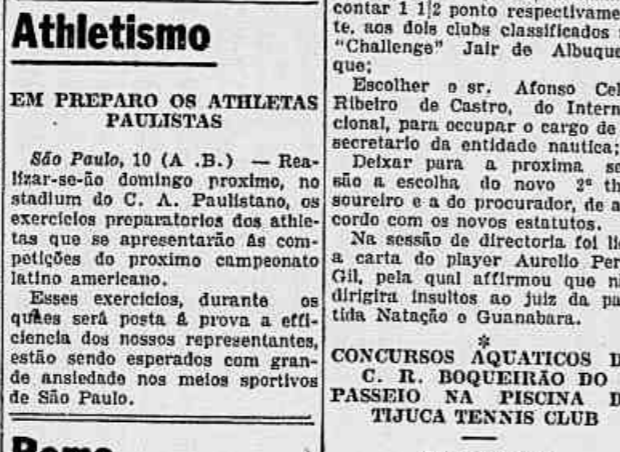 Athletismo
EM PREPARO OS ATHLETAS
PAULISTAS
São Paulo, 10 (A .B.) — Rea-
lizar-se-ão domingo proximo, no
stadium do C. A. Paulistano, os
exercicios preparatorios dos athle-
tas que se apresentarão ás com-
petições do proximo campeonato
latino americano.
Esses exercicios, durante os
quaes será posta á prova a effi-
ciencia dos nossos representantes,
estão sendo esperados com gran-
de ansiedade nos meios sportivos
de São Paulo.
contar 1 1|2 ponto respectivame
te, aos dois clubs classificados
"Challenge" Jair de Albuque
que;
Escolher o sr. Afonso Cel
Ribeiro de Castro, do Intern
cional, para occupar o cargo de
secretario da entidade nautica;
Deixar para a proxima se
são a escolha do novo 2º th
soureiro e a do procurador, de a
cordo com os novos estatutos.
Na sessão de directoria foi li
a carta do player Aurelio Per
Gil, pela qual affirmou que n
dirigira insultos ao juiz da pa
tida Natação e Guanabara.
*
CONCURSOS AQUATICOS D
C. R. BOQUEIRÃO DO
PASSEIO NA PISCINA D
TIJUCA TENNIS CLUB